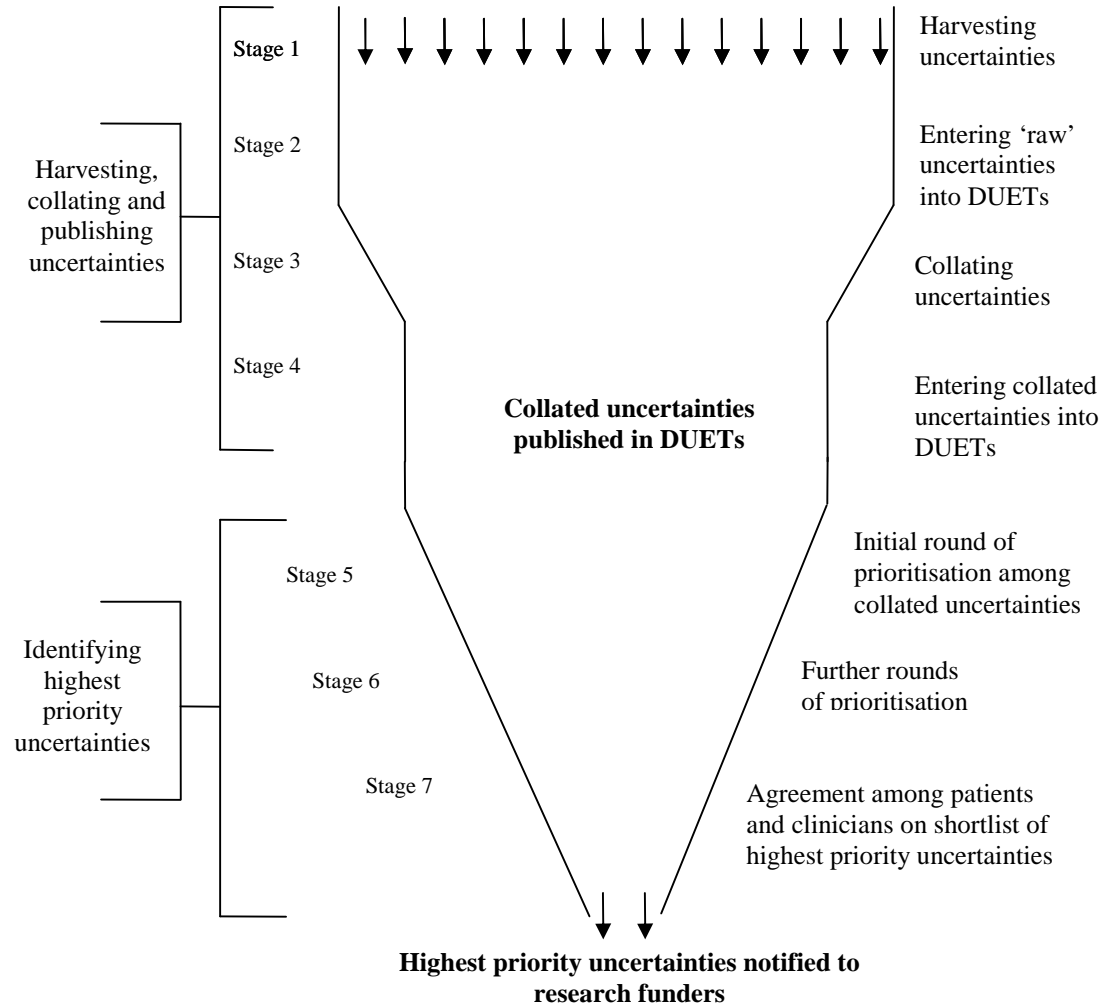 Stage 1
Harvesting
uncertainties
Stage 2
Entering ‘raw’
uncertainties
into DUETs
Harvesting,
collating and
publishing
uncertainties
Stage 3
Collating
uncertainties
Stage 4
Entering collated
uncertainties into
DUETs
Collated uncertainties
published in DUETs
Stage 5
Initial round of
prioritisation among
collated uncertainties
Identifying
highest
priority
uncertainties
Stage 6
Further rounds
of prioritisation
Stage 7
Agreement among patients
and clinicians on shortlist of
highest priority uncertainties
Highest priority uncertainties notified to
research funders